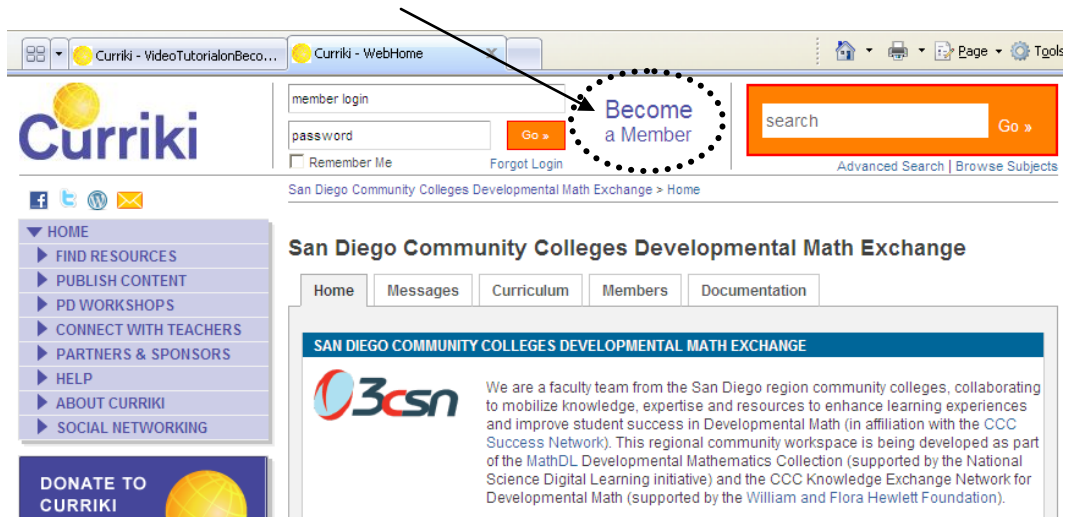 Curriki - VideoTutorialonBeco...
Curriki - WebHome
Page
Tools
Curriki
member login
password
Go »
Remember Me
Forgot Login
Become
a Member
search
Go »
Advanced Search | Browse Subjects
San Diego Community Colleges Developmental Math Exchange > Home
HOME
FIND RESOURCES
PUBLISH CONTENT
PD WORKSHOPS
CONNECT WITH TEACHERS
PARTNERS & SPONSORS
HELP
ABOUT CURRIKI
SOCIAL NETWORKING
DONATE TO
CURRIKI
San Diego Community Colleges Developmental Math Exchange
Home
Messages
Curriculum
Members
Documentation
SAN DIEGO COMMUNITY COLLEGES DEVELOPMENTAL MATH EXCHANGE
3csn
We are a faculty team from the San Diego region community colleges, collaborating
to mobilize knowledge, expertise and resources to enhance learning experiences
and improve student success in Developmental Math (in affiliation with the CCC
Success Network). This regional community workspace is being developed as part
of the MathDL Developmental Mathematics Collection (supported by the National
Science Digital Learning initiative) and the CCC Knowledge Exchange Network for
Developmental Math (supported by the William and Flora Hewlett Foundation).